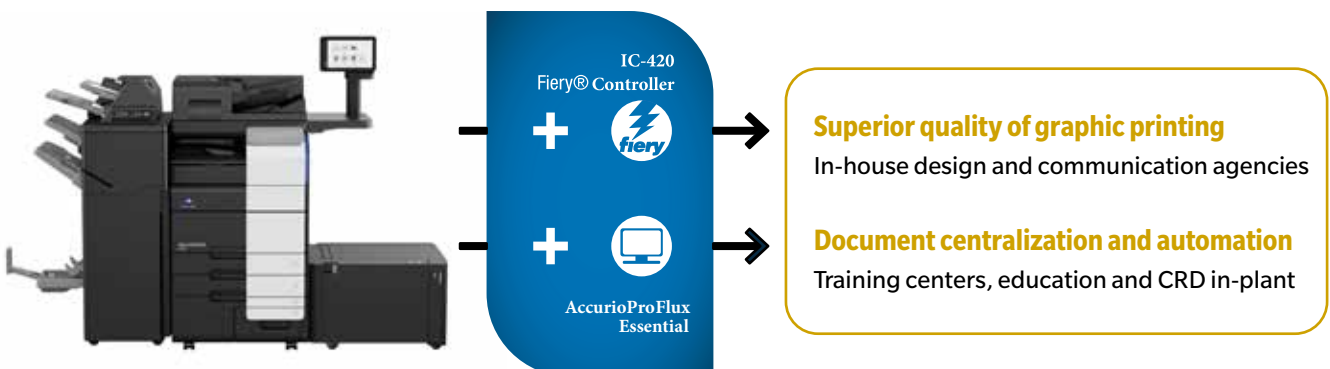 IC-420
Fiery® Controller
fiery
Superior quality of graphic printing
In-house design and communication agencies
Document centralization and automation
Training centers, education and CRD in-plant
AccurioProFlux
Essential